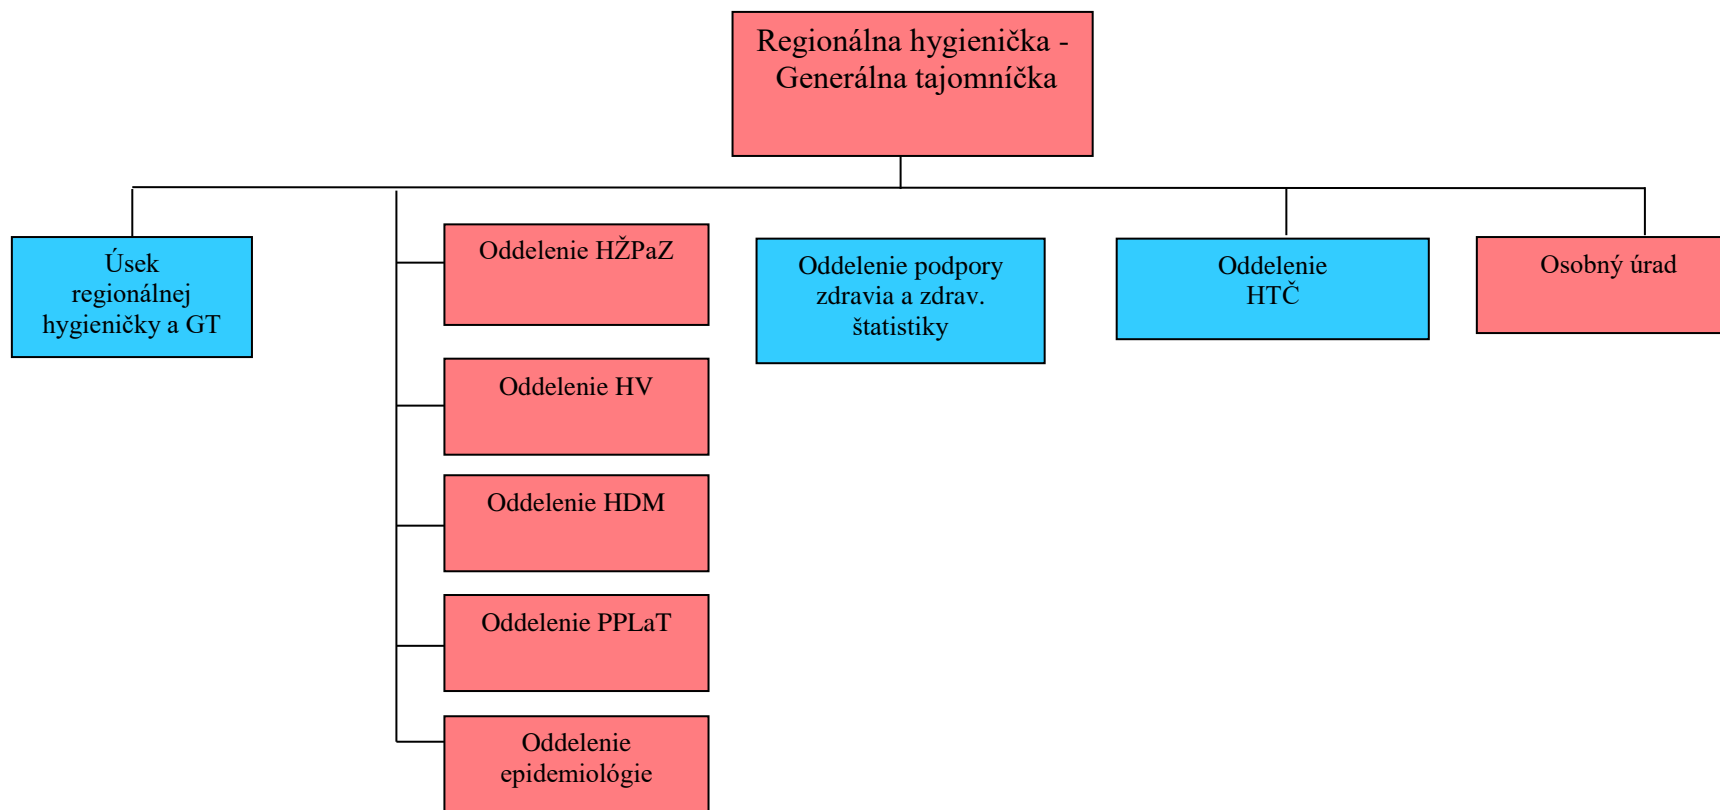 Regionálna hygienička -
Generálna tajomníčka
Úsek
regionálnej
hygieničky a GT
Oddelenie HŽPaZ
Oddelenie HV
Oddelenie HDM
Oddelenie PPLaT
Oddelenie
epidemiológie
Oddelenie podpory
zdravia a zdrav.
štatistiky
Oddelenie
HTČ
Osobný úrad